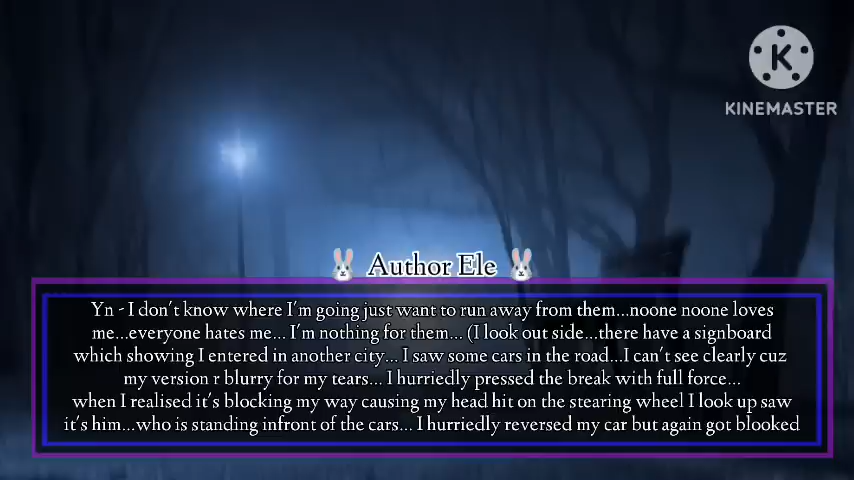 KINEMASTER
🐰 Author Ele 🐰
Yn - I don't know where I'm going just want to run away from them...noone noone loves
me...everyone hates me... I'm nothing for them... (I look out side...there have a signboard
which showing I entered in another city... I saw some cars in the road...I can't see clearly cuz
my version r blurry for my tears... I hurriedly pressed the break with full force...
when I realised it's blocking my way causing my head hit on the stearing wheel I look up saw
it's him...who is standing infront of the cars... I hurriedly reversed my car but again got blooked